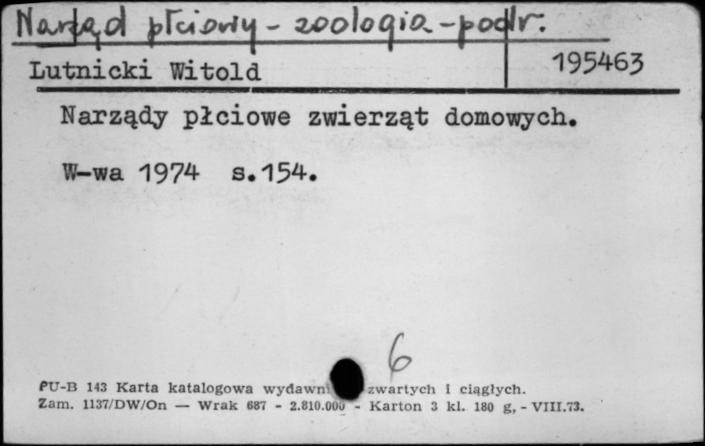 Narząd płciowy - zoologia - podr.
Lutnicki Witold 195463
Narządy płciowe zwierząt domowych.
W-wa 1974 s.154.
6
PU-B 143 Karta katalogowa wydawn zwartych i ciągłych.
Zam. 1137/DW/On — Wrak 687 - 2.810.000 - Karton 3 kl. 180 g, - VIII.73.